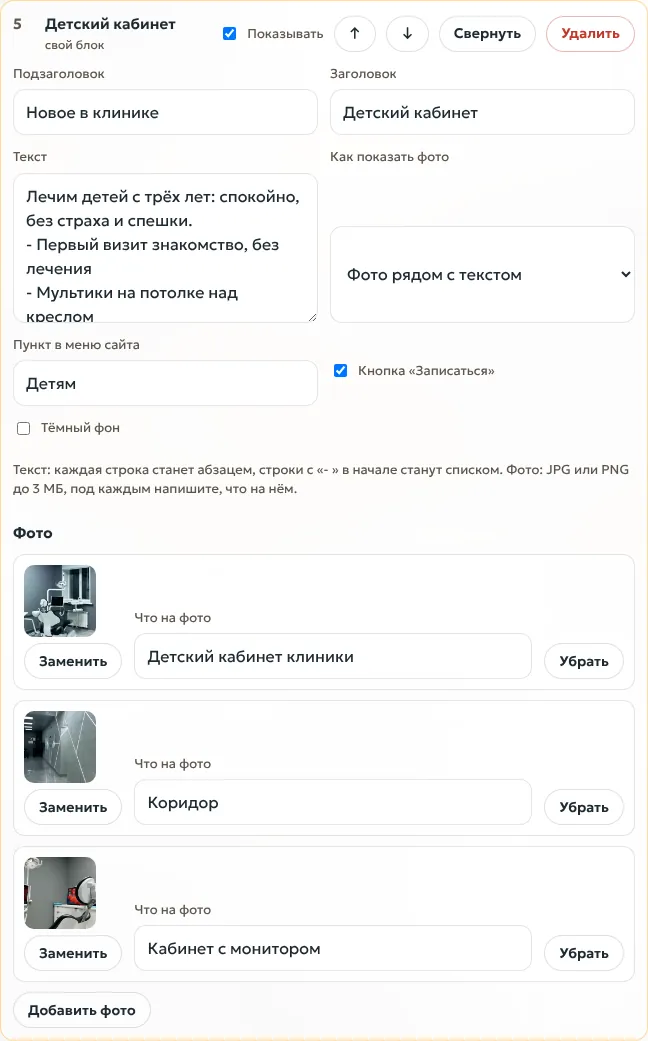 5 Детский кабинет
свой блок
Показывать
↑
↓
Свернуть
Удалить
Подзаголовок
Заголовок
Новое в клинике
Детский кабинет
Текст
Как показать фото
Лечим детей с трёх лет: спокойно,
без страха и спешки.
- Первый визит знакомство, без
лечения
- Мультики на потолке над
креслом
Фото рядом с текстом
Пункт в меню сайта
Детям
Кнопка «Записаться»
Тёмный фон
Текст: каждая строка станет абзацем, строки с «- » в начале станут списком. Фото: JPG или PNG
до 3 МБ, под каждым напишите, что на нём.
Фото
Что на фото
Заменить
Детский кабинет клиники
Убрать
Что на фото
Заменить
Коридор
Убрать
Что на фото
Заменить
Кабинет с монитором
Убрать
Добавить фото